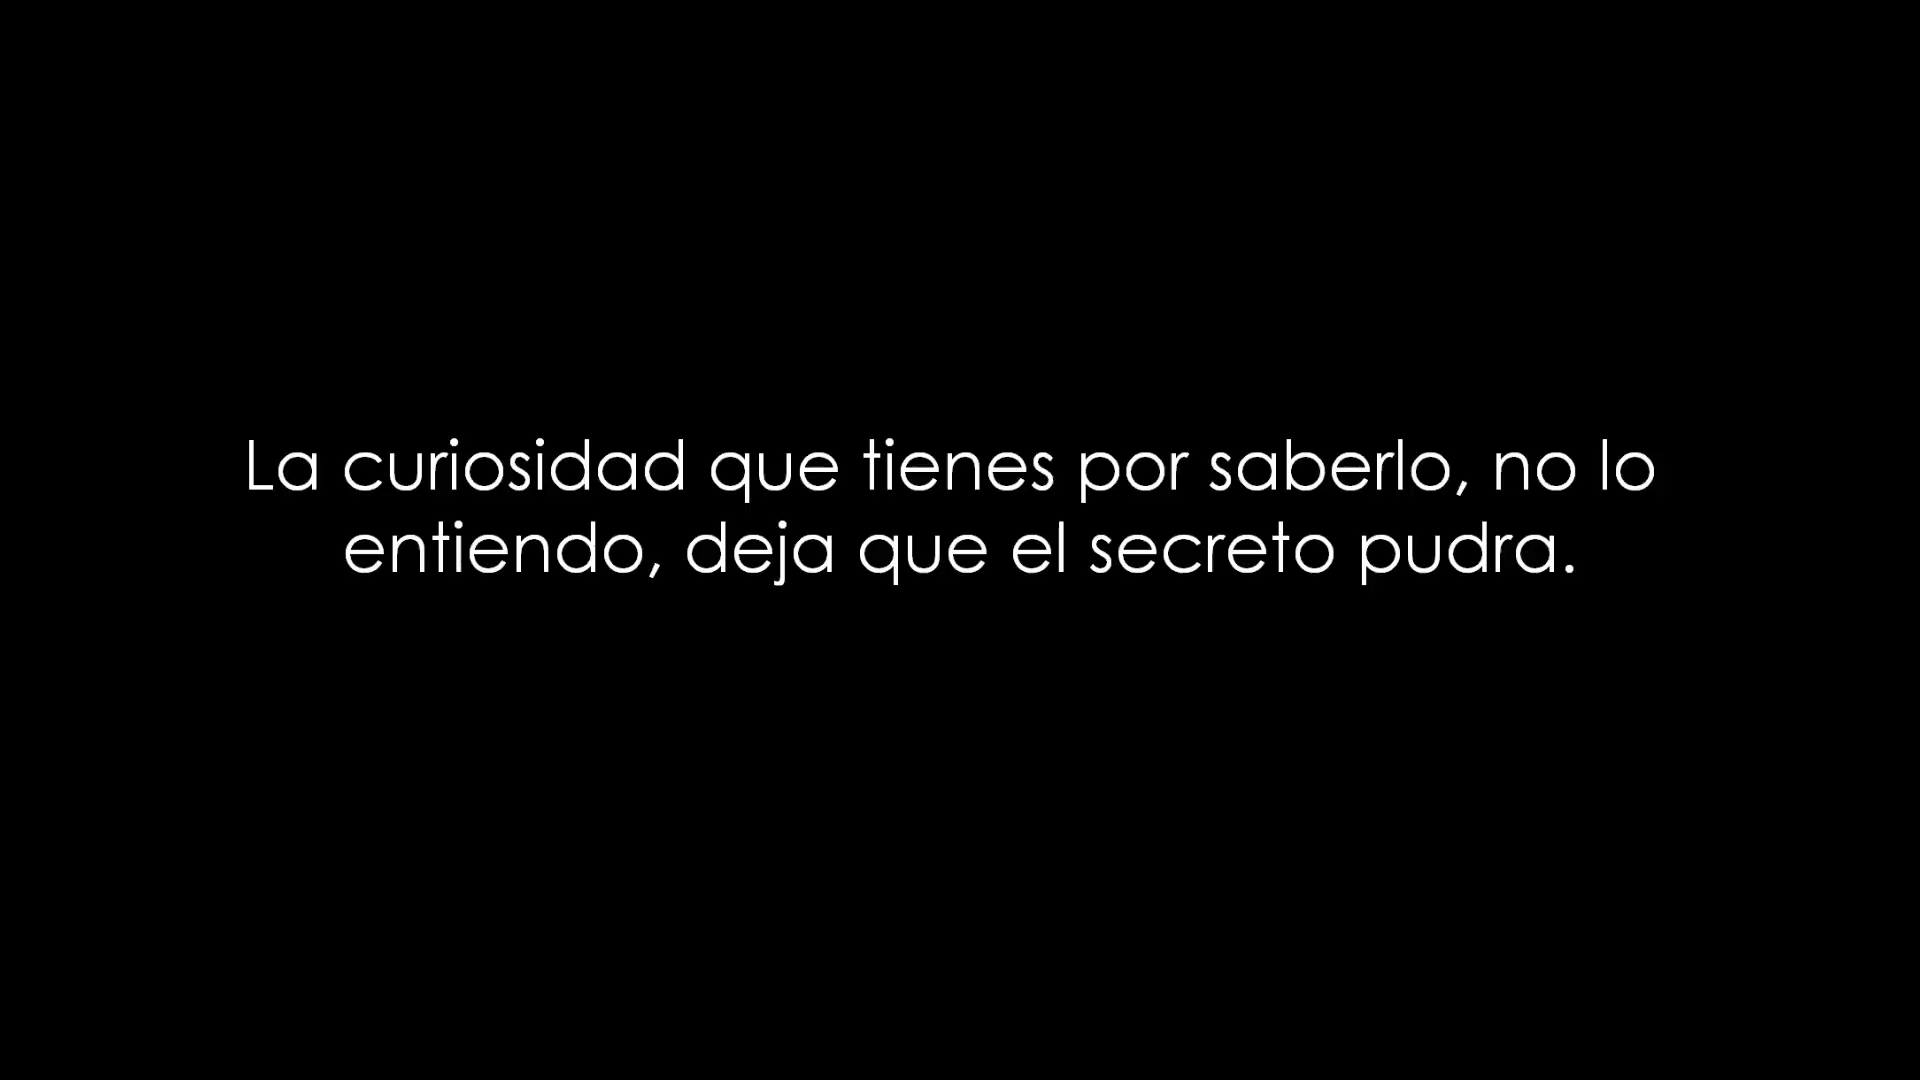 La curiosidad que tienes por saberlo, no lo
entiendo, deja que el secreto pudra.